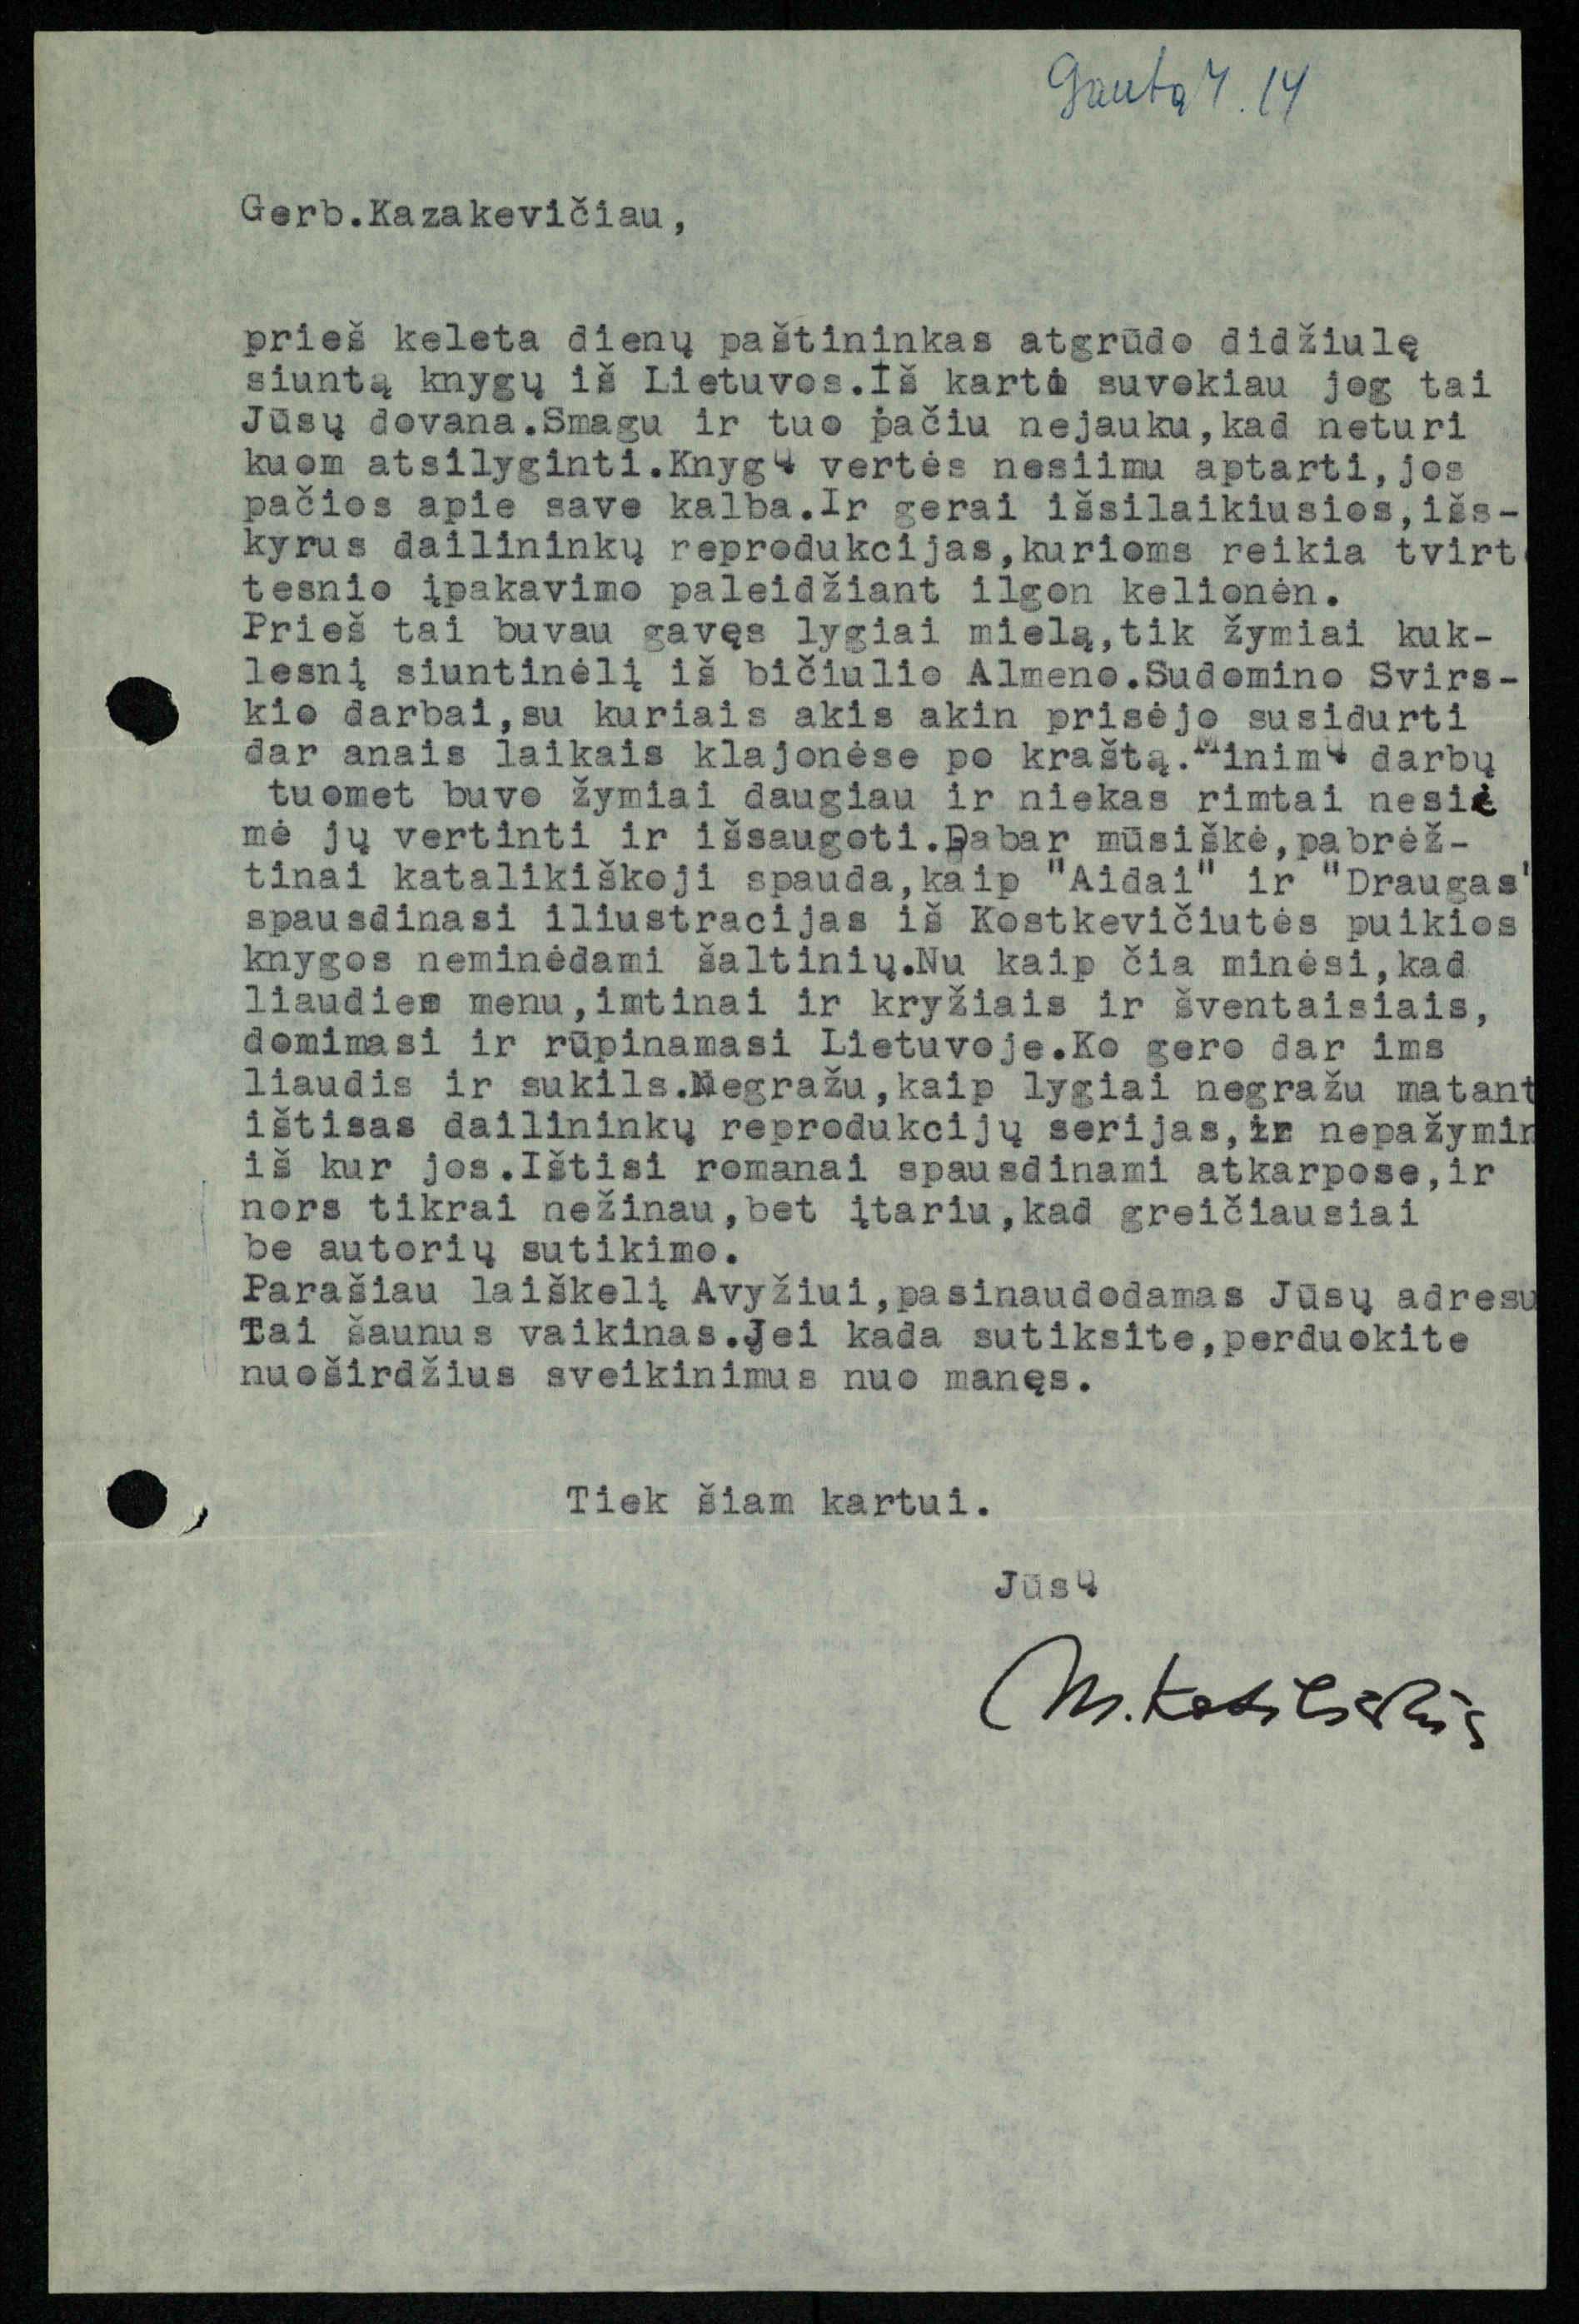 Gauta 4.14
Gerb.Kazakevičiau,
prieš keleta dienų paštininkas atgrūdo didžiulę
siuntą knygų iš Lietuvos.Iš karto suvokiau jog tai
Jūsų dovana.Smagu ir tuo pačiu nejauku,kad neturi
kuom atsilyginti.Knygų vertės nesiimu aptarti,jos
pačios apie save kalba.Ir gerai išsilaikiusios,išs-
kyrus dailininkų reprodukcijas,kurioms reikia tvirt
tesnio įpakavimo paleidžiant ilgon kelionėn.
Prieš tai buvau gavęs lygiai mielą,tik žymiai kuk-
lesnį siuntinėlį iš bičiulio Almeno.Sudomino Svirs-
kio darbai,su kuriais akis akin prisėjo susidurti
dar anais laikais klajonėse po kraštą.Minimų darbų
tuomet buvo žymiai daugiau ir niekas rimtai nesiė
mė jų vertinti ir išsaugoti.Dabar mūsiškė,pabrėž-
tinai katalikiškoji spauda,kaip "Aidai" ir "Draugas"
spausdinasi iliustracijas iš Kostkevičiutės puikios
knygos neminėdami šaltinių.Nu kaip čia minėsi,kad
liaudies menu,imtinai ir kryžiais ir šventaisiais,
domimasi ir rūpinamasi Lietuvoje.Ko gero dar ims
liaudis ir sukils.Negražu,kaip lygiai negražu matant
ištisas dailininkų reprodukcijų serijas,ir nepažymin
iš kur jos.Ištisi romanai spausdinami atkarpose,ir
nors tikrai nežinau,bet įtariu,kad greičiausiai
be autorių sutikimo.
Parašiau laiškelį Avyžiui,pasinaudodamas Jūsų adresu
Tai šaunus vaikinas.Jei kada sutiksite,perduokite
nuoširdžius sveikinimus nuo manęs.
Tiek šiam kartui.
Jūsų
M.Katiliškis